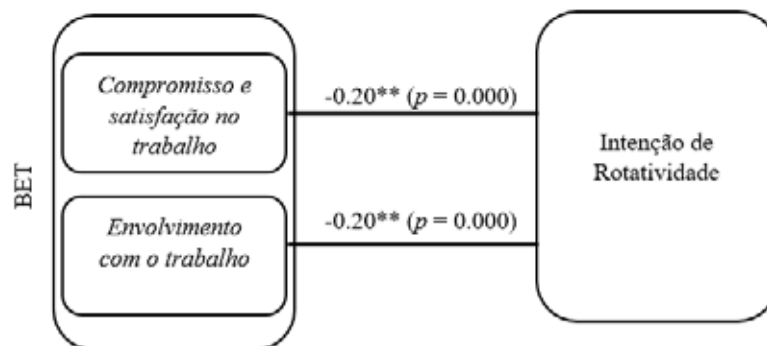 BET
Compromisso e
satisfação no
trabalho
-0.20** (p = 0.000)
Envolvimento
com o trabalho
-0.20** (p = 0.000)
Intenção de
Rotatividade